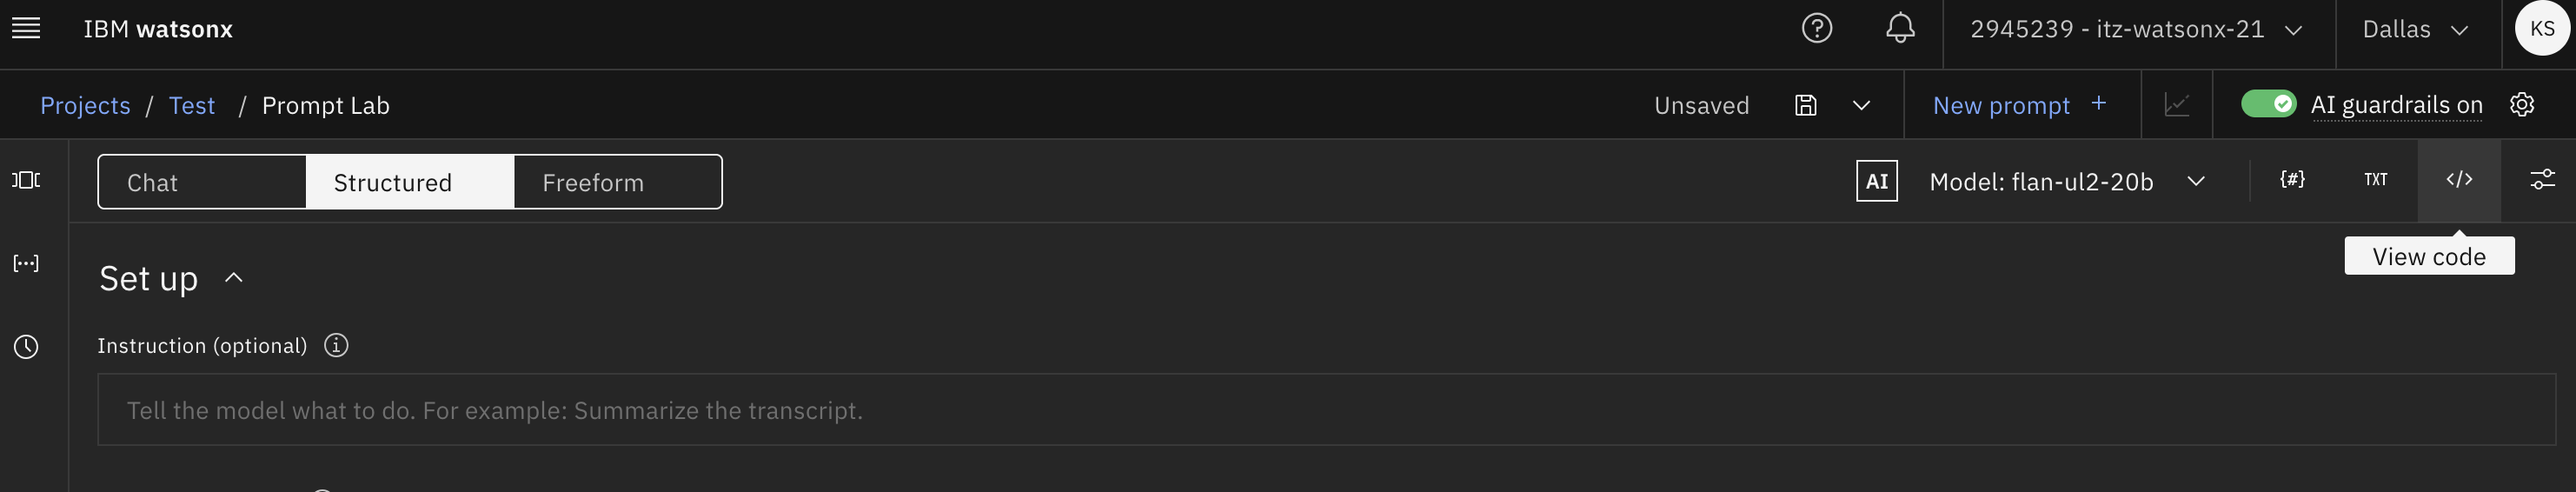 IBM watsonx
2945239 - itz-watsonx-21
Dallas
KS
Projects / Test / Prompt Lab
Unsaved
New prompt +
AI guardrails on
Chat
Structured
Freeform
AI
Model: flan-ul2-20b
{#}
TXT
</>
View code
Set up
Instruction (optional)
Tell the model what to do. For example: Summarize the transcript.